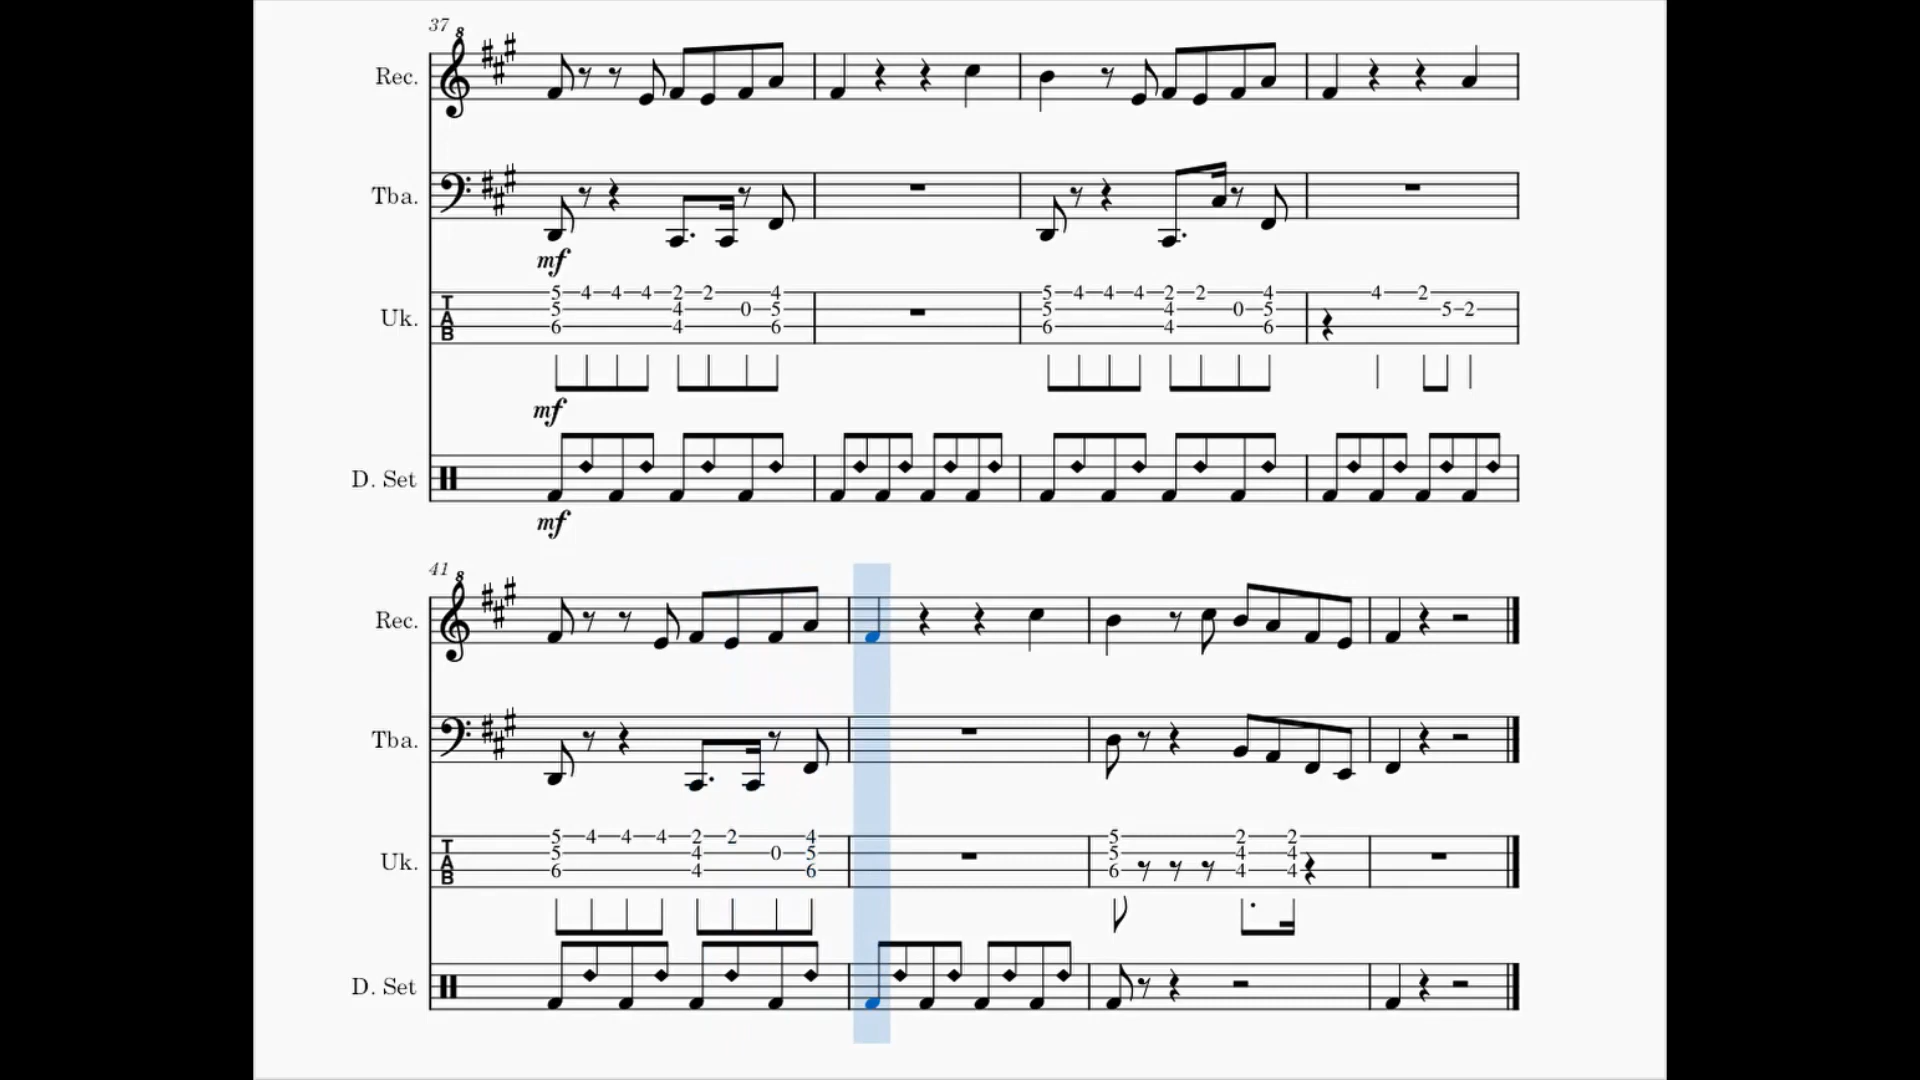 37
8
Rec.
Tba.
mf
5 4 4 4 2 2 4 5 4 4 4 2 2 4 4 2
Uk. T A B 5 4 0 5 5 4 0 5 5 2
6 4 6 6 4 6
mf
D. Set
mf
41
8
Rec.
Tba.
5 4 4 4 2 2 4 5 2 2
Uk. T A B 5 4 0 5 5 4 4
6 4 6 6 4 4
D. Set